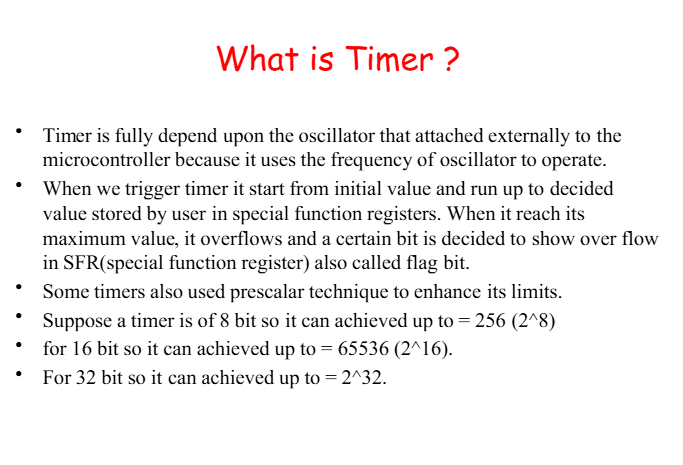 What is Timer ?
• Timer is fully depend upon the oscillator that attached externally to the
microcontroller because it uses the frequency of oscillator to operate.
• When we trigger timer it start from initial value and run up to decided
value stored by user in special function registers. When it reach its
maximum value, it overflows and a certain bit is decided to show over flow
in SFR(special function register) also called flag bit.
• Some timers also used prescalar technique to enhance its limits.
• Suppose a timer is of 8 bit so it can achieved up to = 256 (2^8)
• for 16 bit so it can achieved up to = 65536 (2^16).
• For 32 bit so it can achieved up to = 2^32.